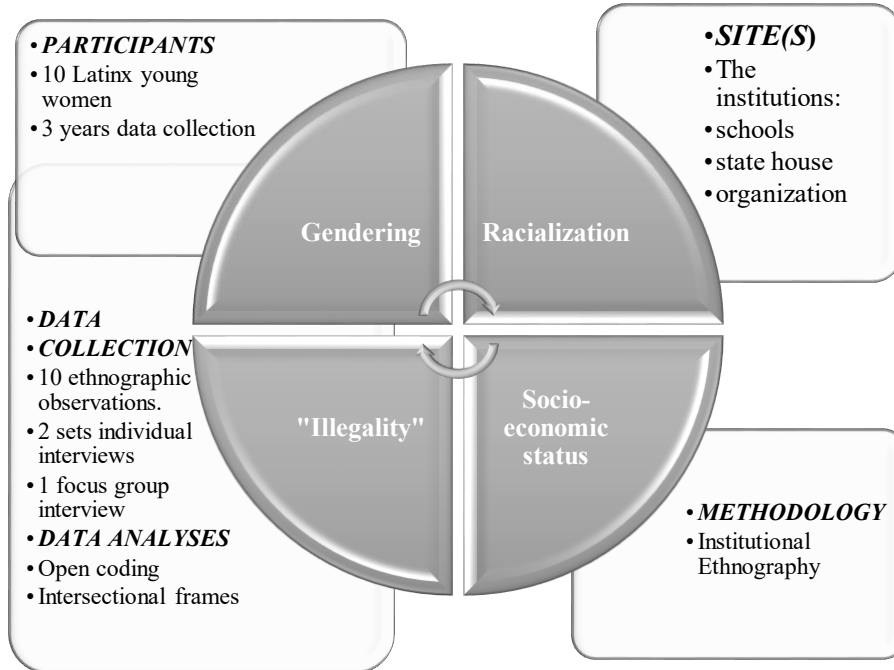 • PARTICIPANTS
• 10 Latinx young
women
• 3 years data collection
• SITE(S)
• The
institutions:
• schools
• state house
• organization
Gendering
Racialization
"Illegality"
Socio-
economic
status
• DATA
• COLLECTION
• 10 ethnographic
observations.
• 2 sets individual
interviews
• 1 focus group
interview
• DATA ANALYSES
• Open coding
• Intersectional frames
• METHODOLOGY
• Institutional
Ethnography